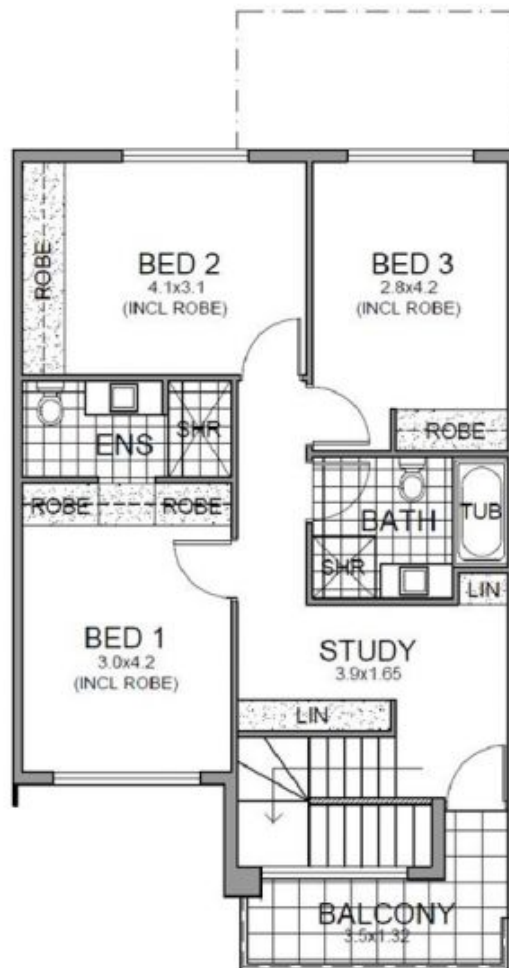 BED 2
4.1x3.1
(INCL ROBE)
BED 3
2.8x4.2
(INCL ROBE)
ROBE
ROBE
ENS
SHR
ROBE
ROBE
BATH
TUB
SHR
LIN
BED 1
3.0x4.2
(INCL ROBE)
STUDY
3.9x1.65
LIN
BALCONY
3.5x1.32